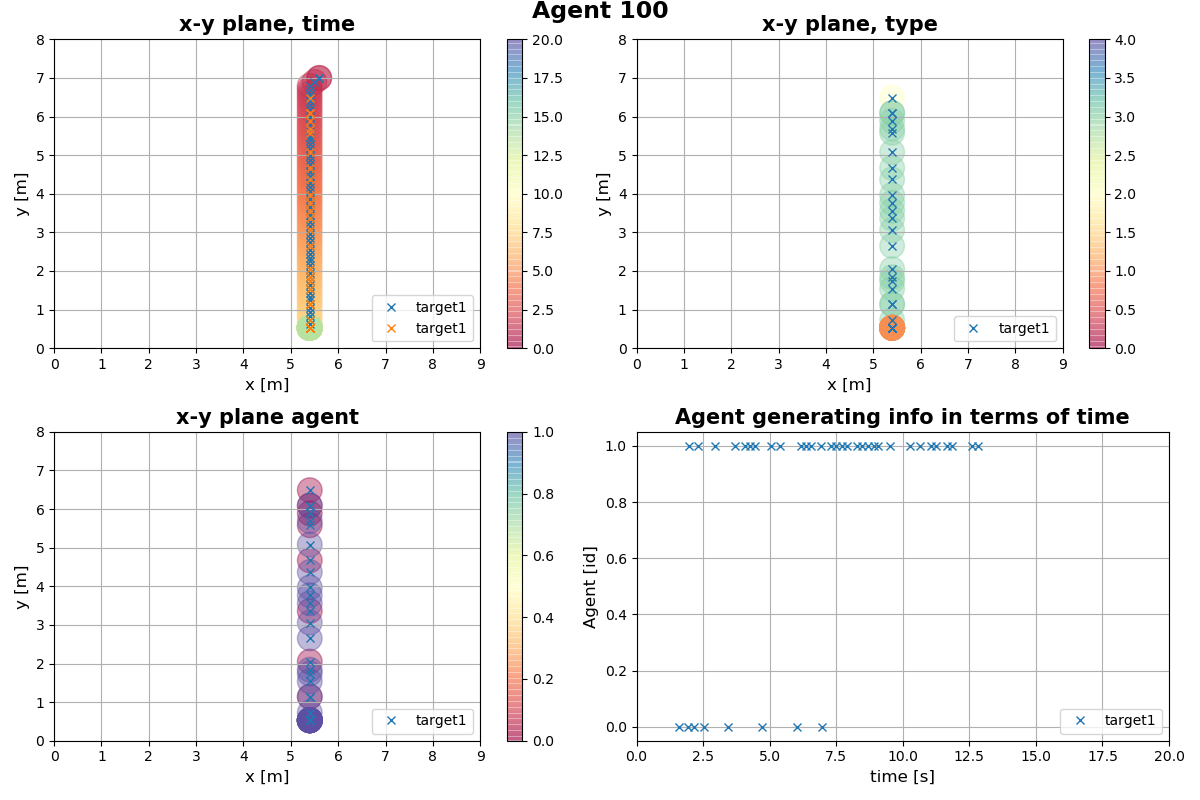 Agent 100
x-y plane, time
8
7
6
5
4
3
2
1
0
y [m]
0 1 2 3 4 5 6 7 8 9
x [m]
target1
target1
20.0
17.5
15.0
12.5
10.0
7.5
5.0
2.5
0.0
x-y plane, type
8
7
6
5
4
3
2
1
0
y [m]
0 1 2 3 4 5 6 7 8 9
x [m]
target1
4.0
3.5
3.0
2.5
2.0
1.5
1.0
0.5
0.0
x-y plane agent
8
7
6
5
4
3
2
1
0
y [m]
0 1 2 3 4 5 6 7 8 9
x [m]
target1
1.0
0.8
0.6
0.4
0.2
0.0
Agent generating info in terms of time
1.0
0.8
0.6
0.4
0.2
0.0
Agent [id]
0.0 2.5 5.0 7.5 10.0 12.5 15.0 17.5 20.0
time [s]
target1